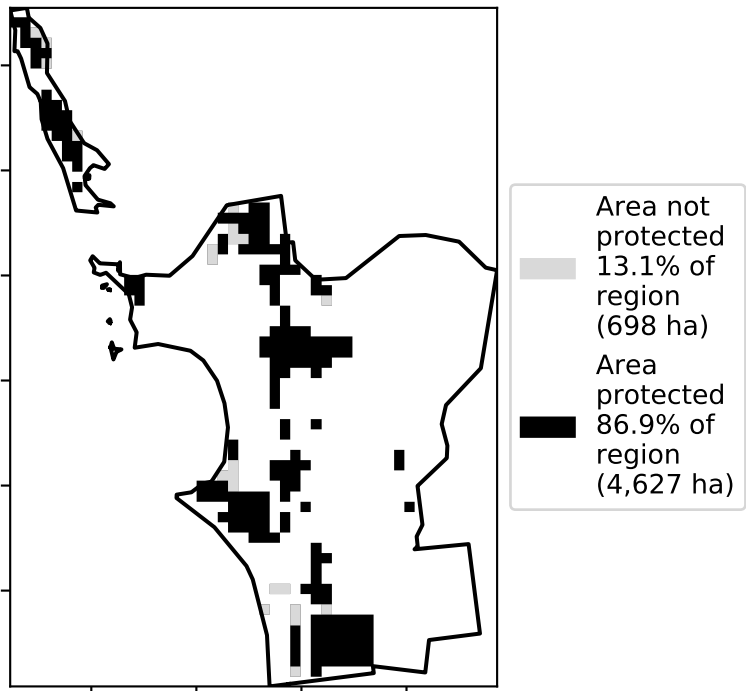 Area not
protected
13.1% of
region
(698 ha)
Area
protected
86.9% of
region
(4,627 ha)